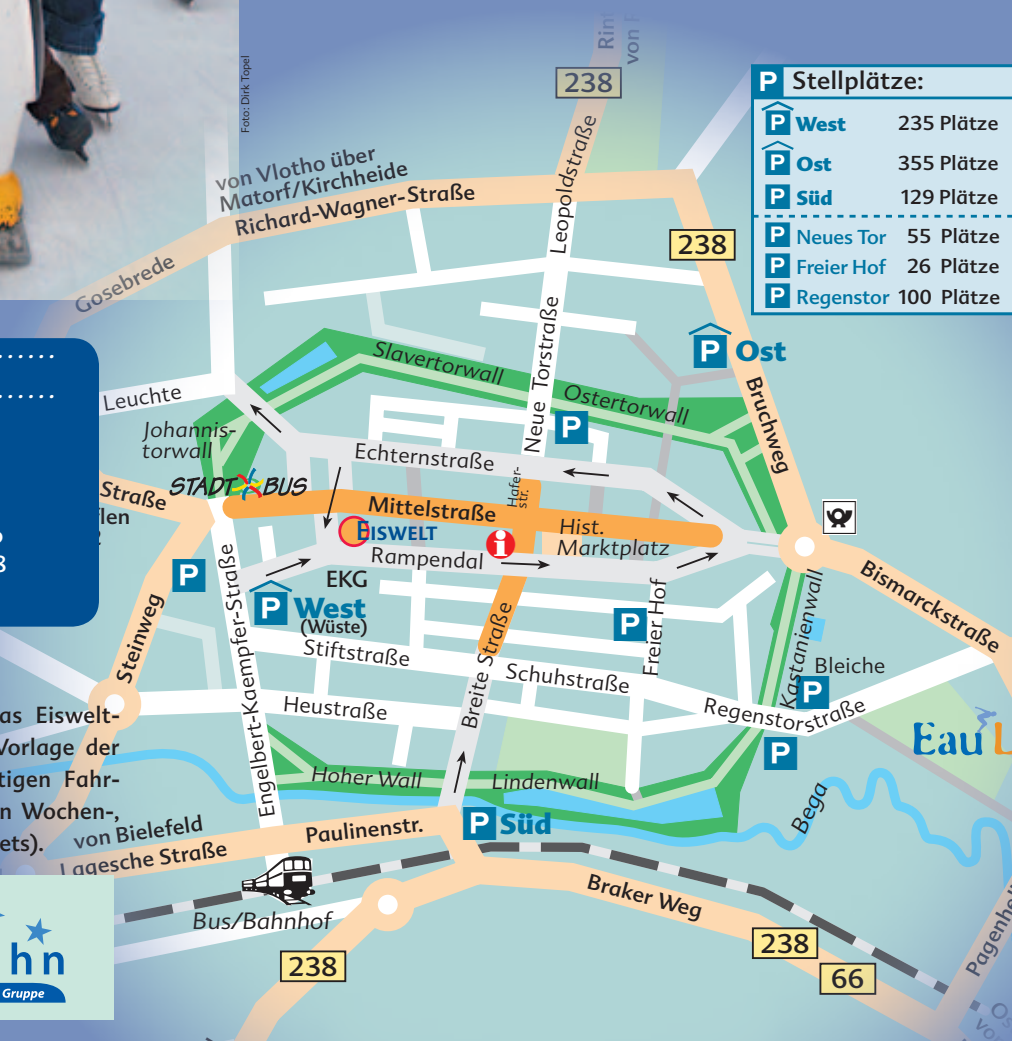 Foto: Dirk Topel
238
P Stellplätze:
P West 235 Plätze
P Ost 355 Plätze
P Süd 129 Plätze
P Neues Tor 55 Plätze
P Freier Hof 26 Plätze
P Regenstor 100 Plätze
von Vlotho über
Matorf/Kirchheide
Richard-Wagner-Straße
Gosebrede
Leopoldstraße
238
Neue Torstraße
P Ost
Bruchweg
Slavertorwall
Ostertorwall
P
Leuchte
Johannis-
torwall
Echternstraße
STADT BUS
Straße
Mittelstraße
Hafer-
str.
Hist.
Marktplatz
EISWELT
i
Rampendal
EKG
P
P West
(Wüste)
P
Freier Hof
Bismarckstraße
Kastanienwall
Steinweg
Engelbert-Kaempfer-Straße
Stiftstraße
Breite Straße
Schuhstraße
Bleiche
P
Heustraße
Regenstorstraße
P
Eau L
as Eiswelt-
Vorlage der
tigen Fahr-
n Wochen-,
ets).
Hoher Wall
Lindenwall
Bega
von Bielefeld
Lagesche Straße
Paulinenstr.
P Süd
Bus/Bahnhof
Braker Weg
238
238
66
hn
Gruppe